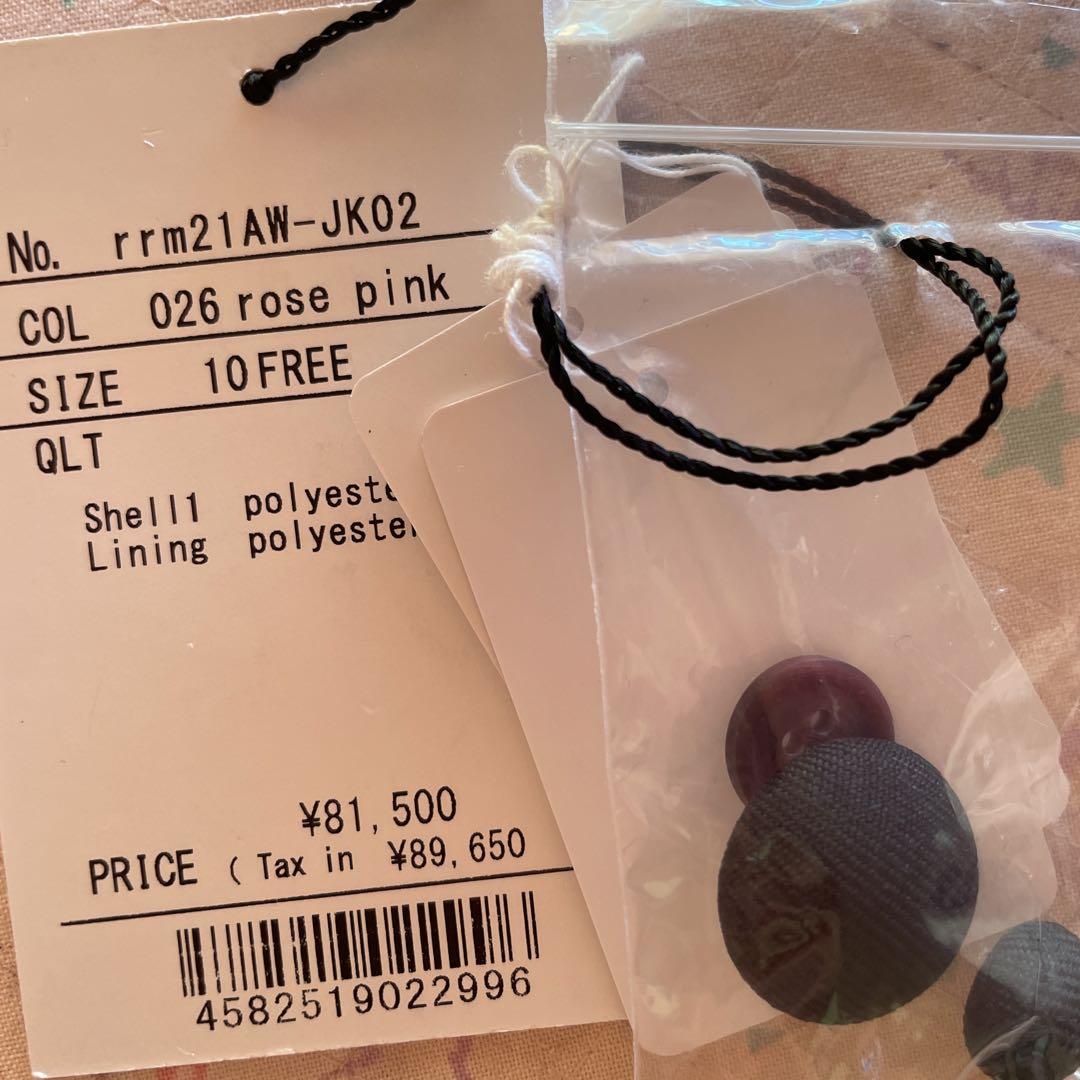 No. rrm21AW-JK02
COL 026 rose pink
SIZE 10 FREE
QLT
Shell1 polyeste
Lining polyester
¥81,500
PRICE ( Tax in ¥89,650
4582519022996